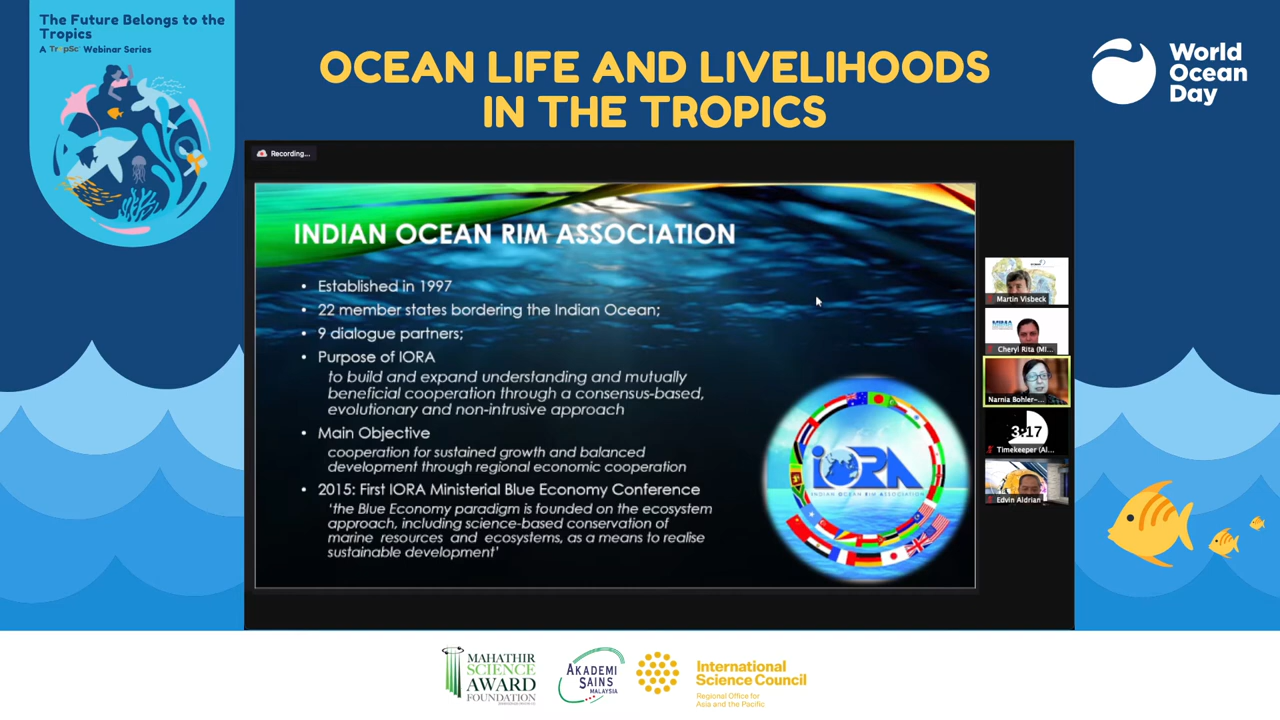 The Future Belongs to the
Tropics
A TropSc Webinar Series
OCEAN LIFE AND LIVELIHOODS
IN THE TROPICS
World
Ocean
Day
Recording...
INDIAN OCEAN RIM ASSOCIATION
• Established in 1997
• 22 member states bordering the Indian Ocean;
• 9 dialogue partners;
• Purpose of IORA
to build and expand understanding and mutually
beneficial cooperation through a consensus-based,
evolutionary and non-intrusive approach
• Main Objective
cooperation for sustained growth and balanced
development through regional economic cooperation
• 2015: First IORA Ministerial Blue Economy Conference
‘the Blue Economy paradigm is founded on the ecosystem
approach, including science-based conservation of
marine resources and ecosystems, as a means to realise
sustainable development’
IORA
INDIAN OCEAN RIM ASSOCIATION
Martin Visbeck
Cheryl Rita (MI...
Narnia Bohler-...
3:17
Timekeeper (AI...
Edvin Aldrian
MAHATHIR
SCIENCE
AWARD
FOUNDATION
AKADEMI
SAINS
MALAYSIA
International
Science Council
Regional Office for
Asia and the Pacific